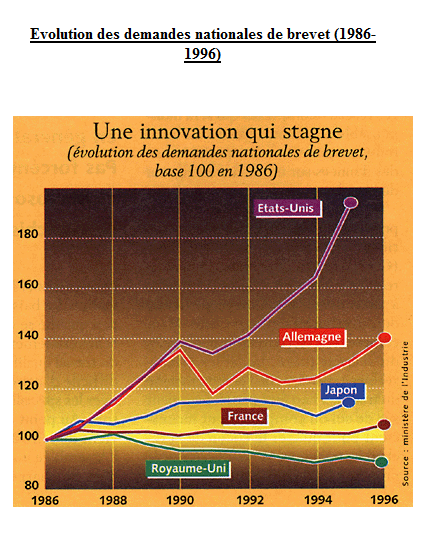 Evolution des demandes nationales de brevet (1986-
1996)
Une innovation qui stagne
(évolution des demandes nationales de brevet,
base 100 en 1986)
180
160
140
120
100
80
Etats-Unis
Allemagne
Japon
France
Royaume-Uni
1986
1988
1990
1992
1994
1996
Source : ministère de l'Industrie